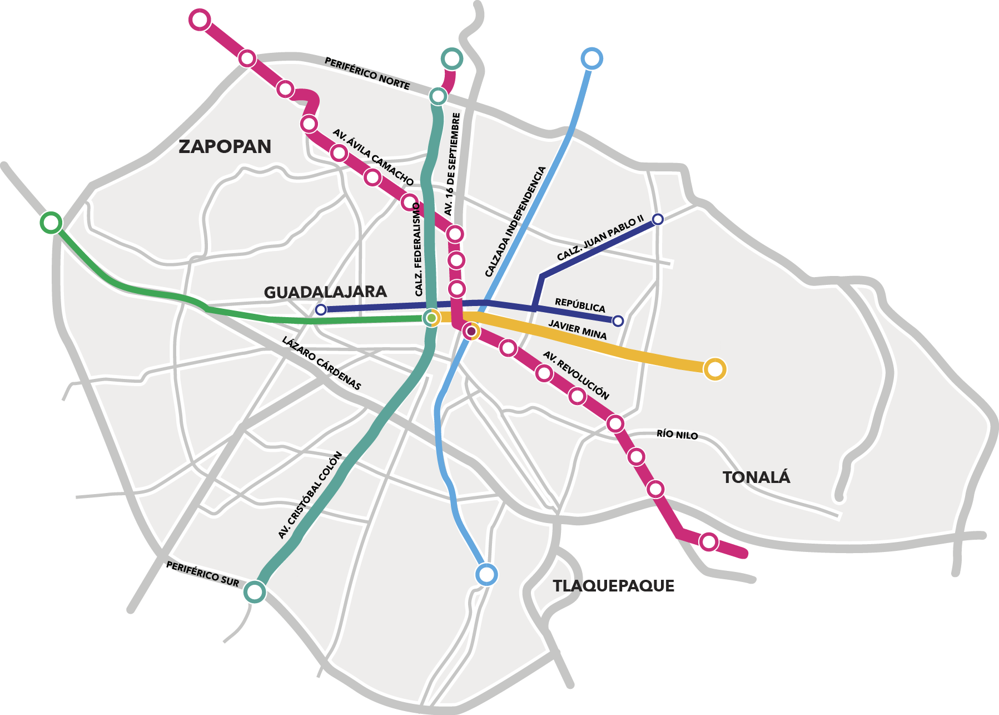 PERIFÉRICO NORTE
AV. 16 DE SEPTIEMBRE
ZAPOPAN
AV. ÁVILA CAMACHO
CALZADA INDEPENDENCIA
CALZ. FEDERALISMO
CALZ. JUAN PABLO II
GUADALAJARA
REPÚBLICA
JAVIER MINA
LÁZARO CÁRDENAS
AV. REVOLUCIÓN
RÍO NILO
TONALÁ
AV. CRISTÓBAL COLÓN
PERIFÉRICO SUR
TLAQUEPAQUE